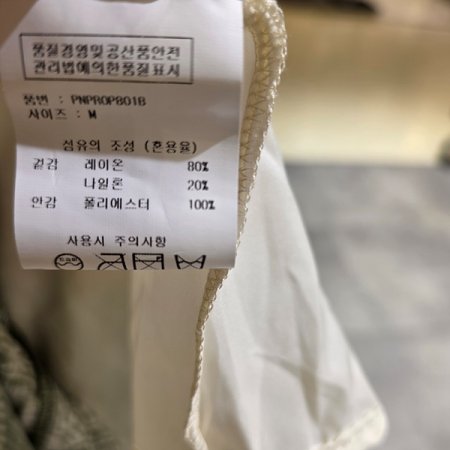 품질경영및공산품안전
관리법에의한품질표시
품번 : PNPROP801B
사이즈 : M
섬유의 조성 (혼용율)
겉감 레이온 80%
나일론 20%
안감 폴리에스터 100%
사용시 주의사항